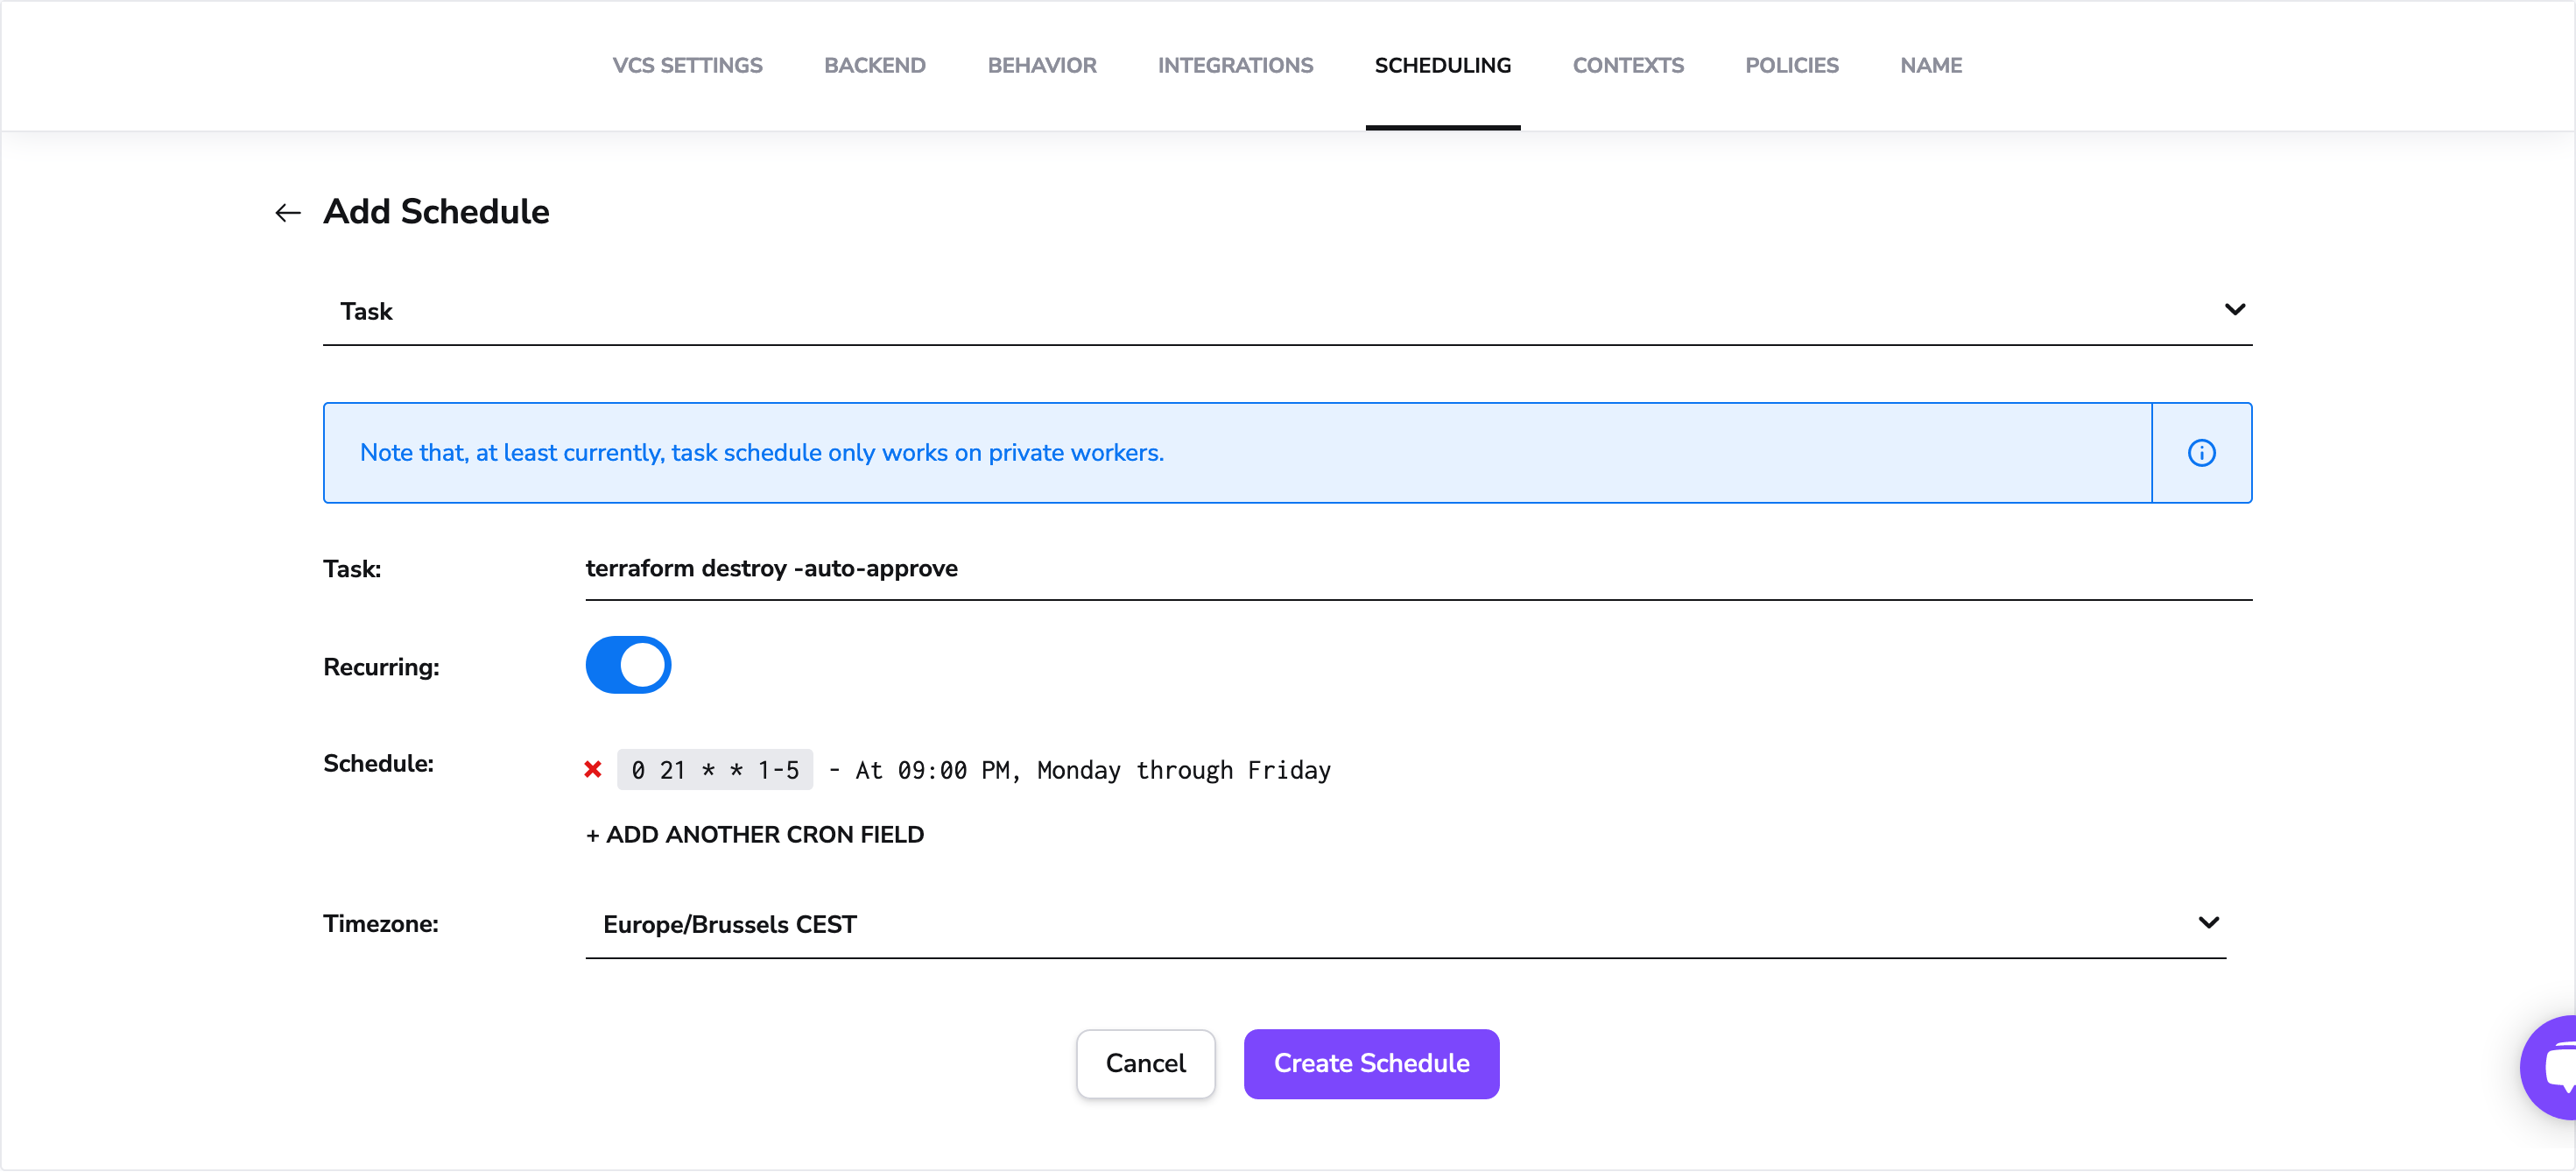 VCS SETTINGS BACKEND BEHAVIOR INTEGRATIONS SCHEDULING CONTEXTS POLICIES NAME
Add Schedule
Task
Note that, at least currently, task schedule only works on private workers.
Task: terraform destroy -auto-approve
Recurring:
Schedule: 0 21 * * 1-5 - At 09:00 PM, Monday through Friday
+ ADD ANOTHER CRON FIELD
Timezone: Europe/Brussels CEST
Cancel Create Schedule